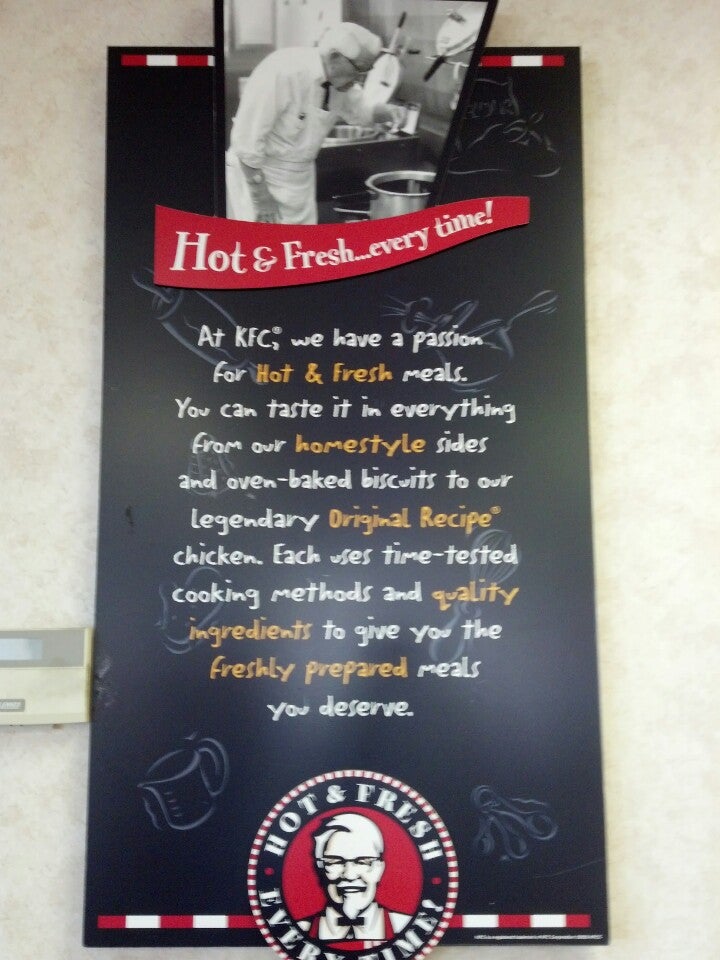 Hot & Fresh...every time!
At KFC®, we have a passion
for Hot & Fresh meals.
You can taste it in everything
from our homestyle sides
and oven-baked biscuits to our
legendary Original Recipe®
chicken. Each uses time-tested
cooking methods and quality
ingredients to give you the
freshly prepared meals
you deserve.
HOT & FRESH
EVERY TIME!